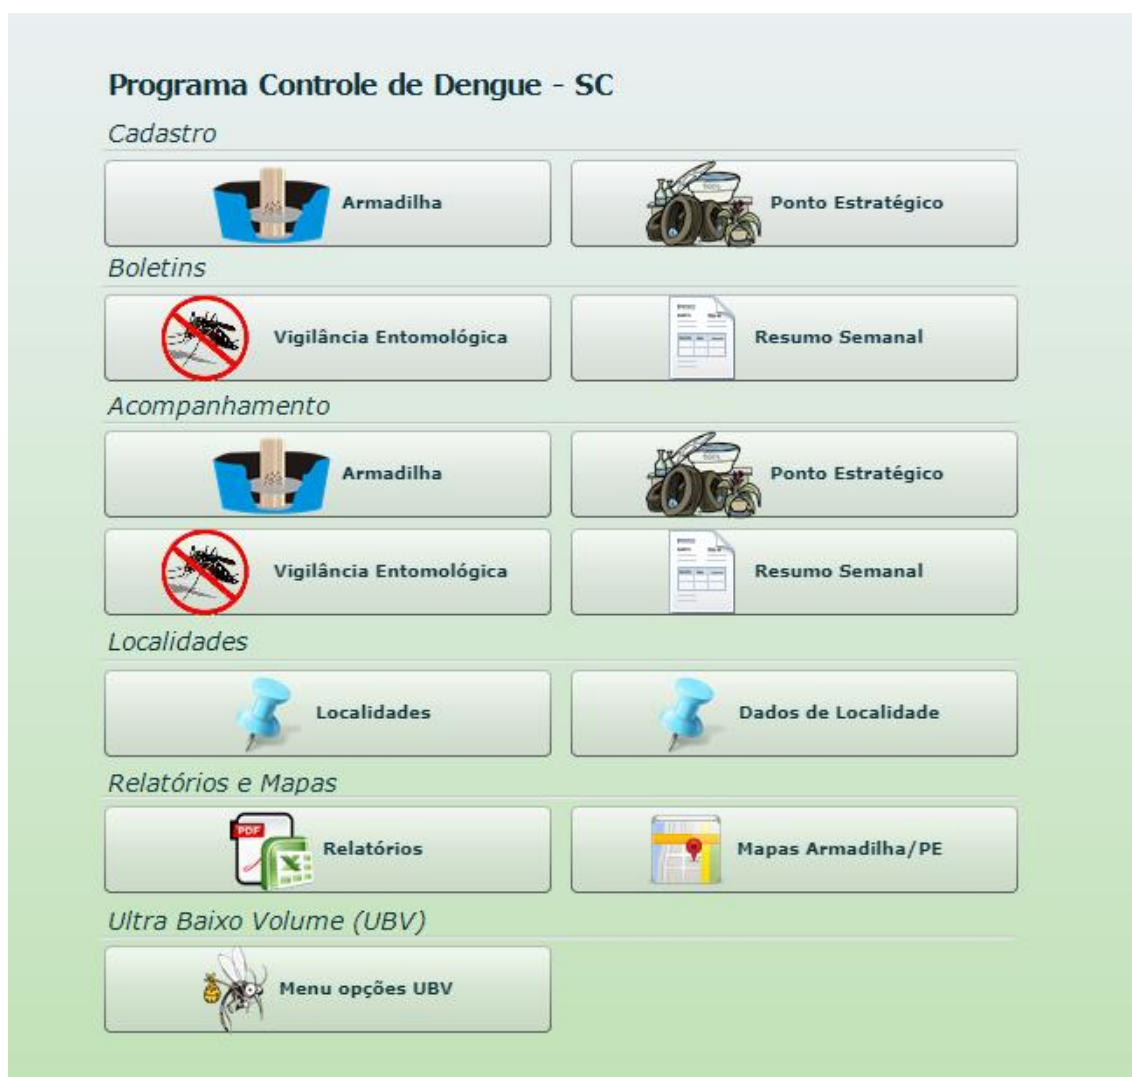 Programa Controle de Dengue - SC
Cadastro
Armadilha
Ponto Estratégico
Boletins
Vigilância Entomológica
Resumo Semanal
Acompanhamento
Armadilha
Ponto Estratégico
Vigilância Entomológica
Resumo Semanal
Localidades
Localidades
Dados de Localidade
Relatórios e Mapas
PDF
Relatórios
Mapas Armadilha/PE
Ultra Baixo Volume (UBV)
Menu opções UBV